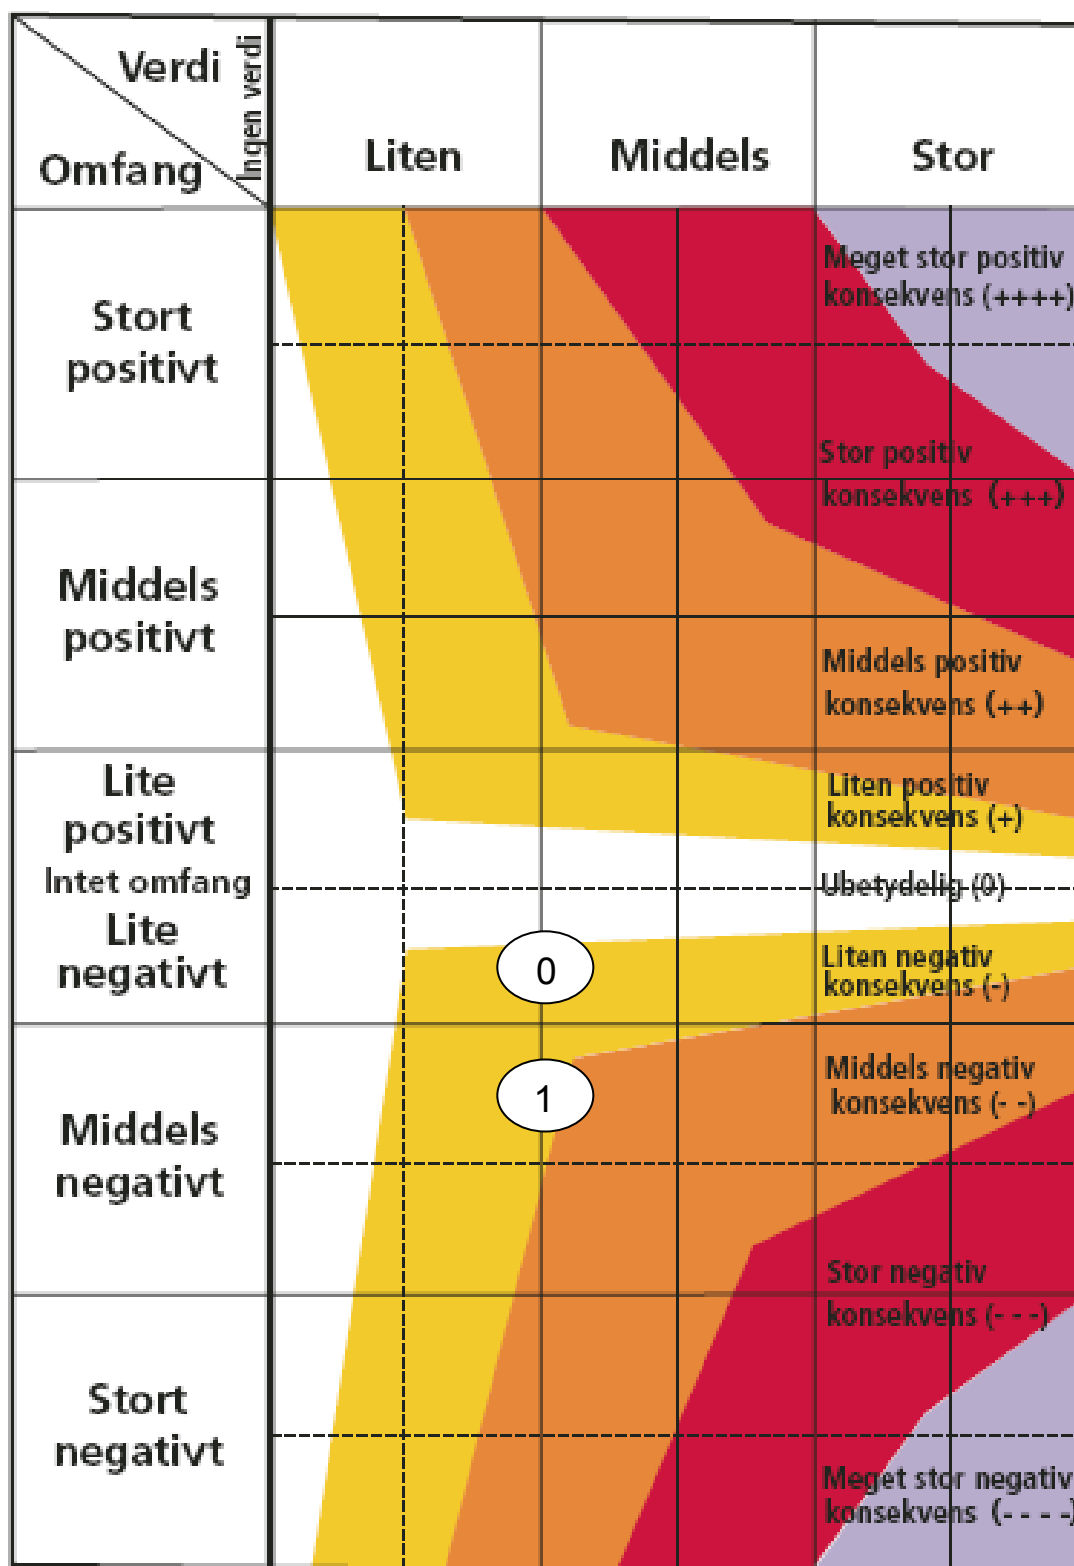 Verdi
Ingen verdi
Omfang
Liten
Middels
Stor
Stort
positivt
Meget stor positiv
konsekvens (++++)
Stor positiv
konsekvens (+++)
Middels
positivt
Middels positiv
konsekvens (++)
Lite
positivt
Liten positiv
konsekvens (+)
Intet omfang
Ubetydelig (0)
Lite
negativt
0
Liten negativ
konsekvens (-)
Middels
negativt
1
Middels negativ
konsekvens (- -)
Stor negativ
konsekvens (- - -)
Stort
negativt
Meget stor negativ
konsekvens (- - - -)